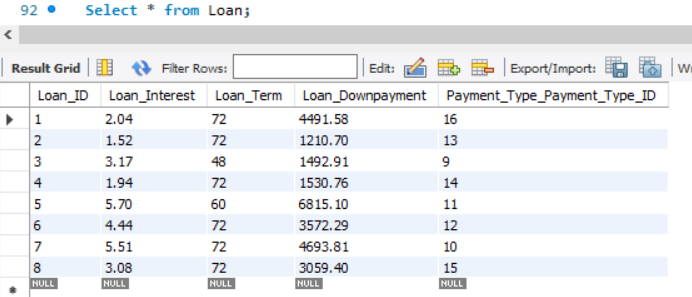 92 Select * from Loan;
Result Grid Filter Rows: Edit: Export/Import: Wr
Loan_ID Loan_Interest Loan_Term Loan_Downpayment Payment_Type_Payment_Type_ID
1 2.04 72 4491.58 16
2 1.52 72 1210.70 13
3 3.17 48 1492.91 9
4 1.94 72 1530.76 14
5 5.70 60 6815.10 11
6 4.44 72 3572.29 12
7 5.51 72 4693.81 10
8 3.08 72 3059.40 15
NULL NULL NULL NULL NULL